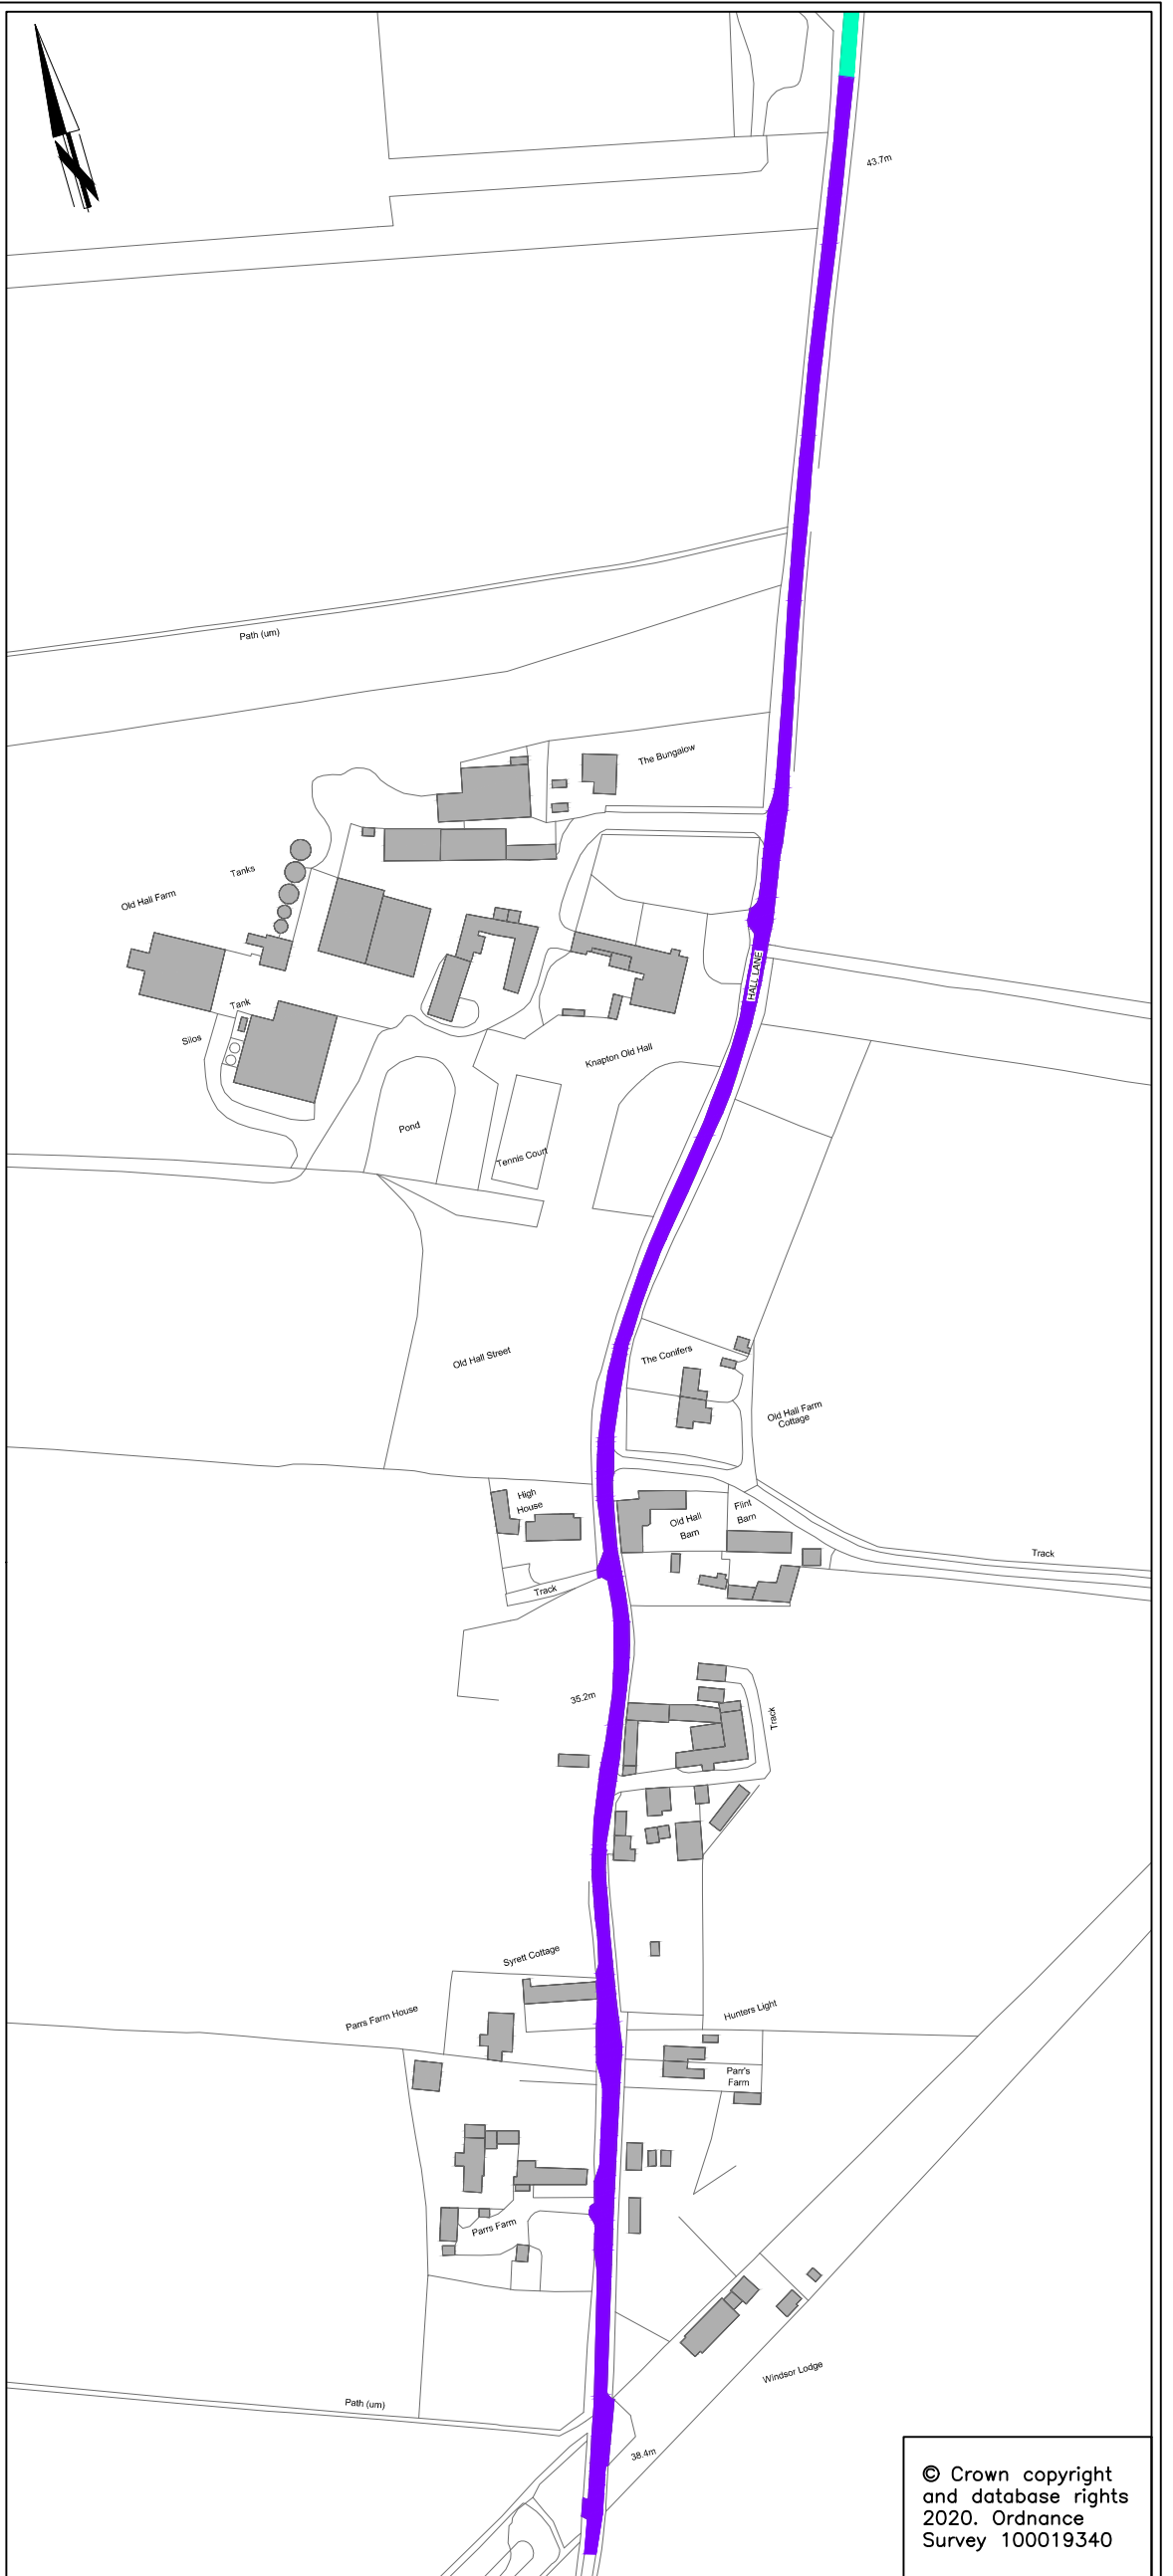 N
43.7m
Path (um)
The Bungalow
Tanks
Old Hall Farm
HALL LANE
Tank
Silos
Knapton Old Hall
Pond
Tennis Court
Old Hall Street
The Conifers
Old Hall Farm
Cottage
High
House
Old Hall
Barn
Flint
Barn
Track
Track
35.2m
Track
Syrett Cottage
Parrs Farm House
Hunters Light
Parr's
Farm
Parrs Farm
Windsor Lodge
Path (um)
38.4m
© Crown copyright
and database rights
2020. Ordnance
Survey 100019340